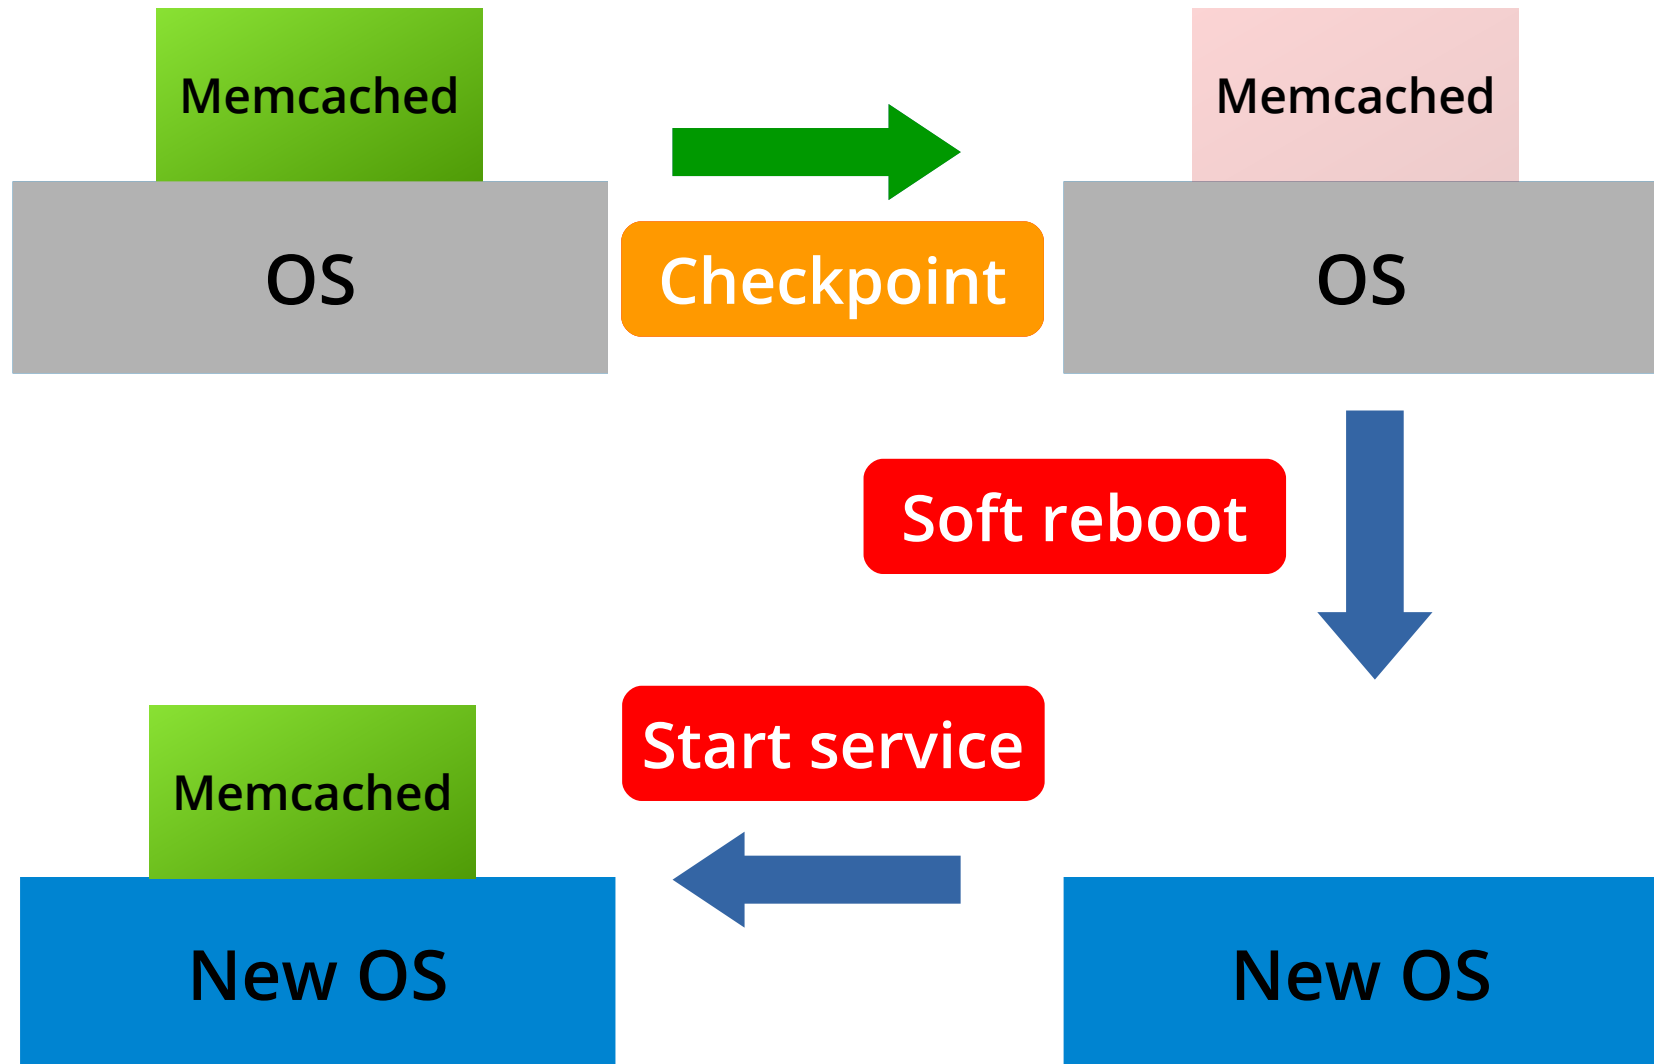 Memcached
Memcached
OS
Checkpoint
OS
Soft reboot
Start service
Memcached
New OS
New OS